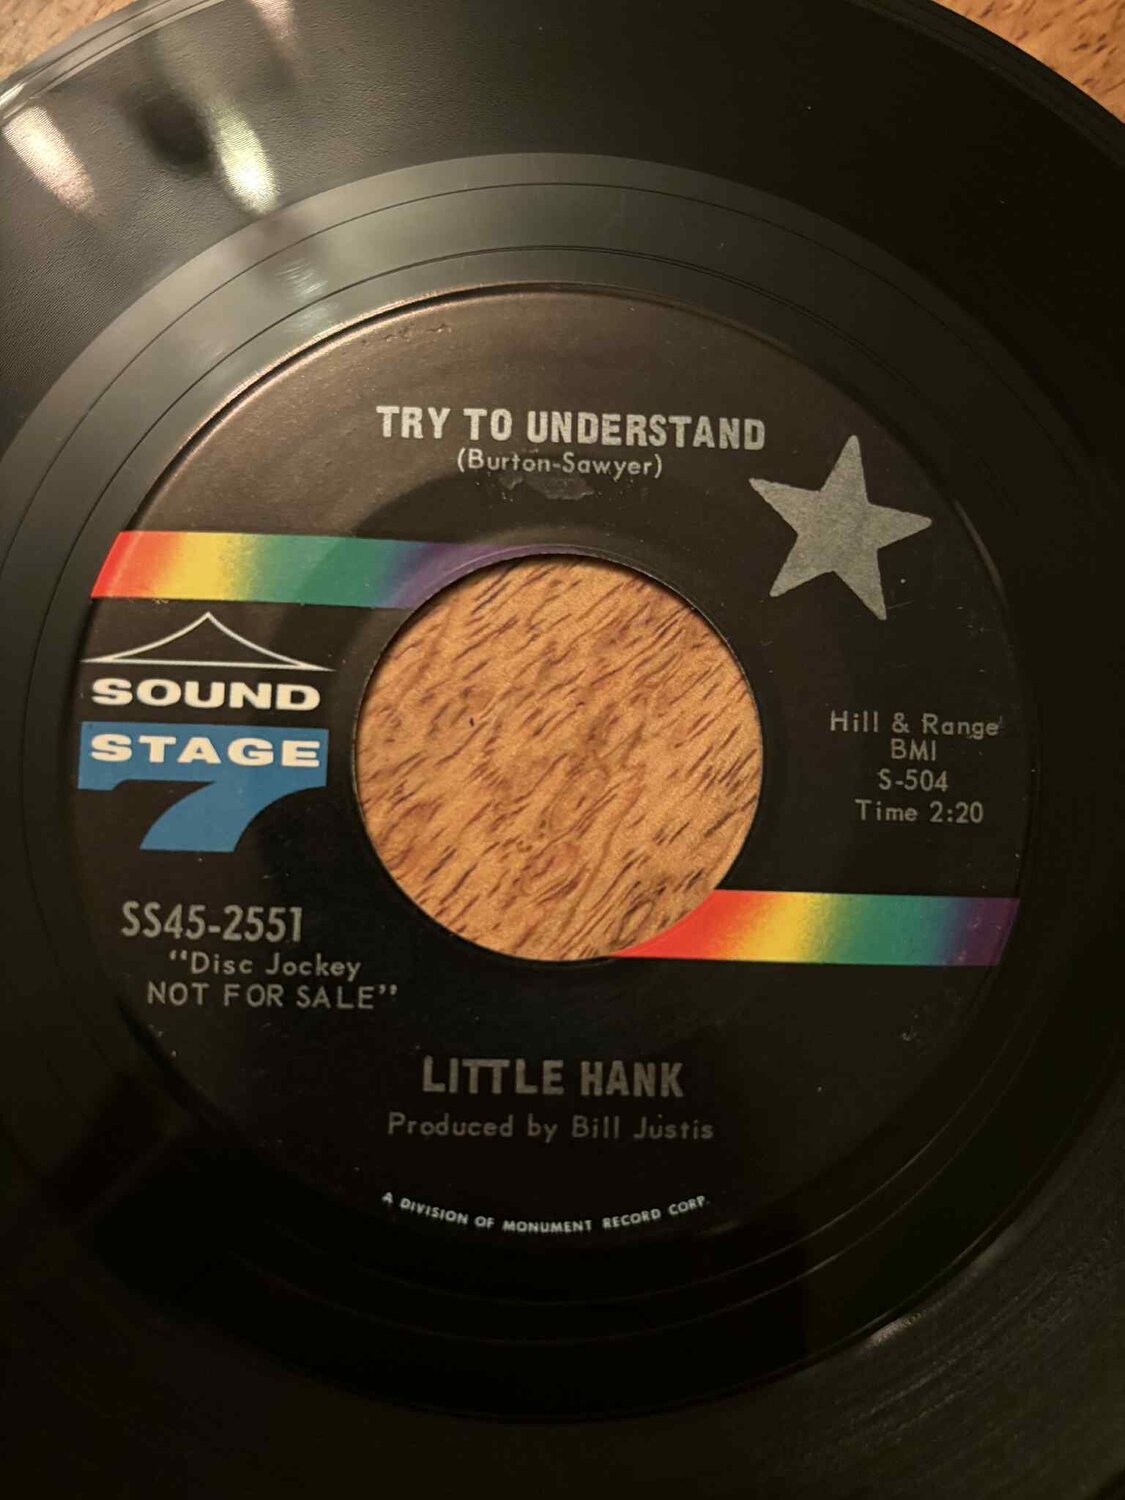 TRY TO UNDERSTAND
(Burton-Sawyer)
SOUND
STAGE
7
Hill & Range
BMI
S-504
Time 2:20
SS45-2551
"Disc Jockey
NOT FOR SALE"
LITTLE HANK
Produced by Bill Justis
A DIVISION OF MONUMENT RECORD CORP.